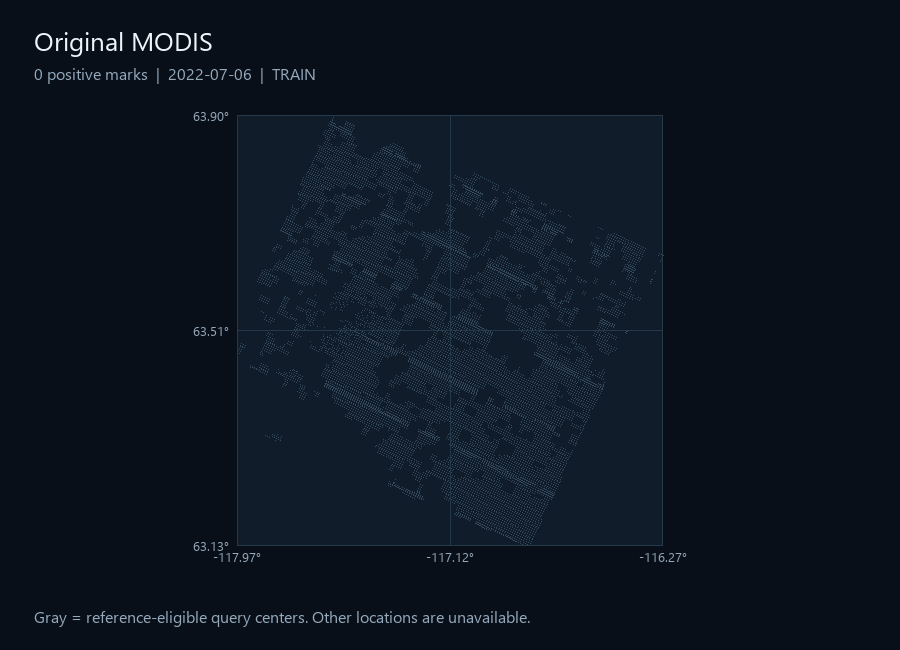 Original MODIS
0 positive marks | 2022-07-06 | TRAIN
63.90°
63.51°
63.13°
-117.97° -117.12° -116.27°
Gray = reference-eligible query centers. Other locations are unavailable.